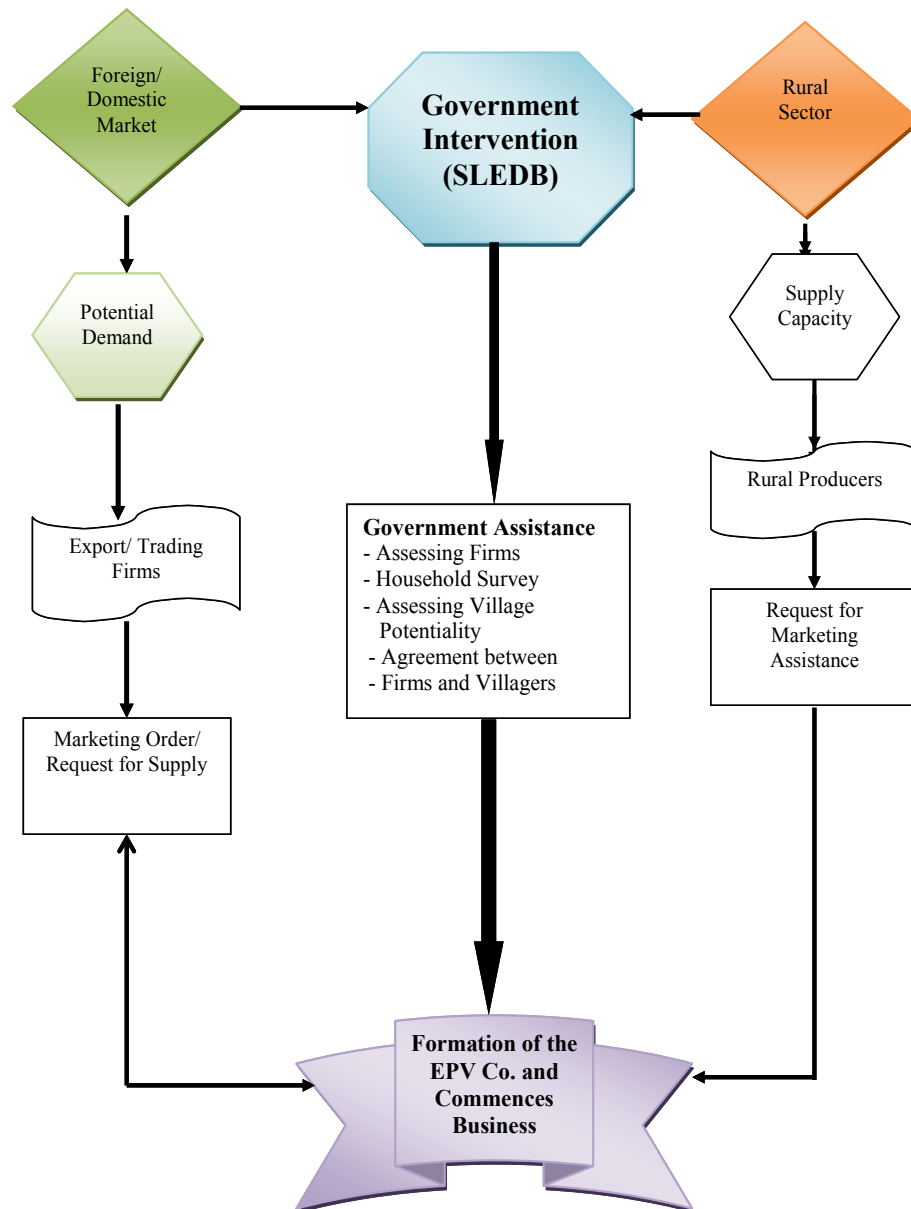 Foreign/
Domestic
Market
Government
Intervention
(SLEDB)
Rural
Sector
Potential
Demand
Supply
Capacity
Export/ Trading
Firms
Government Assistance
- Assessing Firms
- Household Survey
- Assessing Village
Potentiality
- Agreement between
- Firms and Villagers
Rural Producers
Request for
Marketing
Assistance
Marketing Order/
Request for Supply
Formation of the
EPV Co. and
Commences
Business